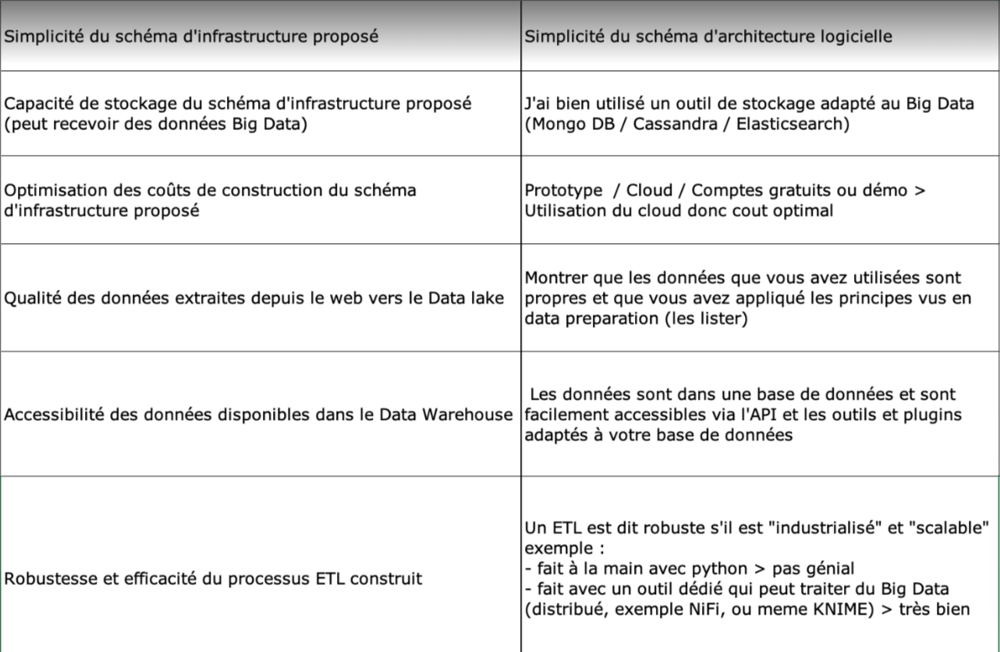 Simplicité du schéma d'infrastructure proposé
Simplicité du schéma d'architecture logicielle
Capacité de stockage du schéma d'infrastructure proposé
(peut recevoir des données Big Data)
J'ai bien utilisé un outil de stockage adapté au Big Data
(Mongo DB / Cassandra / Elasticsearch)
Optimisation des coûts de construction du schéma
d'infrastructure proposé
Prototype / Cloud / Comptes gratuits ou démo >
Utilisation du cloud donc cout optimal
Qualité des données extraites depuis le web vers le Data lake
Montrer que les données que vous avez utilisées sont
propres et que vous avez appliqué les principes vus en
data preparation (les lister)
Accessibilité des données disponibles dans le Data Warehouse
Les données sont dans une base de données et sont
facilement accessibles via l'API et les outils et plugins
adaptés à votre base de données
Robustesse et efficacité du processus ETL construit
Un ETL est dit robuste s'il est "industrialisé" et "scalable"
exemple :
- fait à la main avec python > pas génial
- fait avec un outil dédié qui peut traiter du Big Data
(distribué, exemple NiFi, ou meme KNIME) > très bien